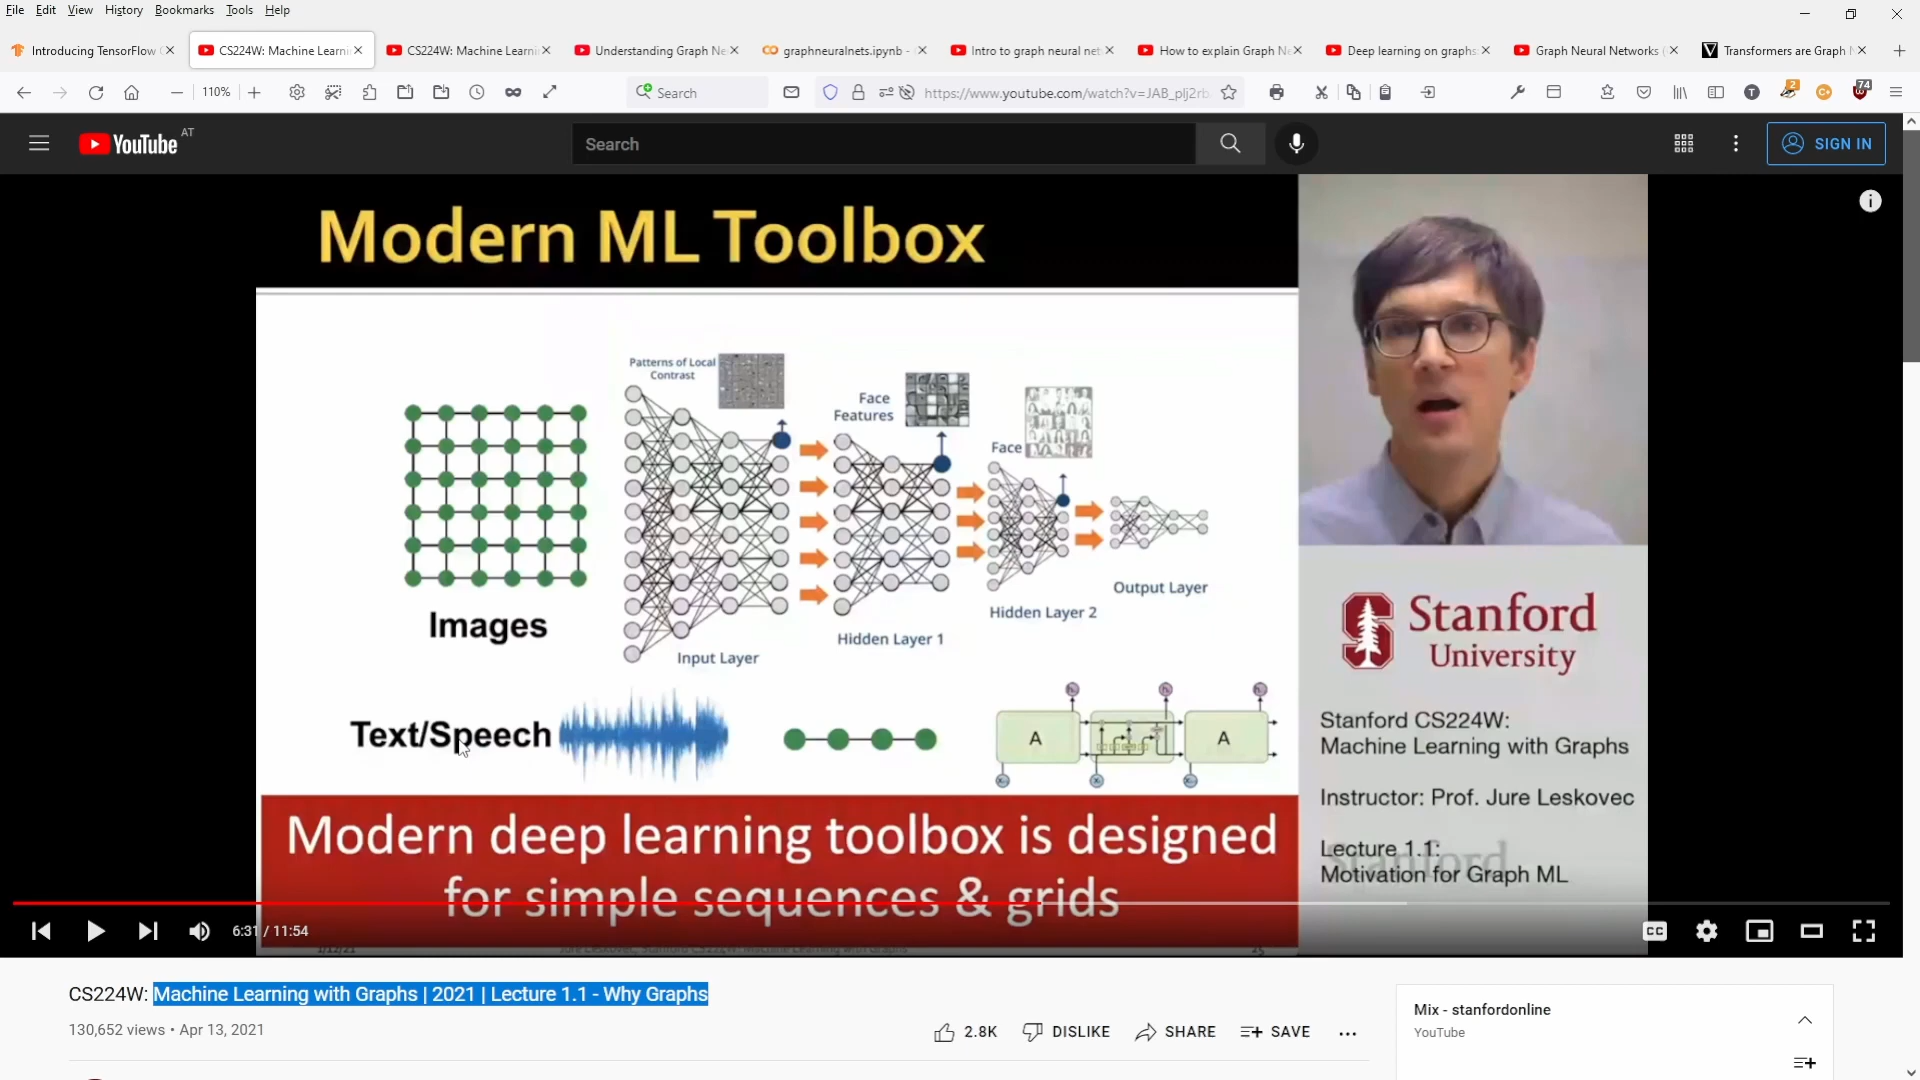 File Edit View History Bookmarks Tools Help
Introducing TensorFlow
CS224W: Machine Learni
CS224W: Machine Learni
Understanding Graph Ne
graphneuralnets.ipynb -
Intro to graph neural net
How to explain Graph Ne
Deep learning on graphs
Graph Neural Networks
Transformers are Graph
110%
Search
https://www.youtube.com/watch?v=JAB_plj2rb
2
74
YouTube AT
Search
SIGN IN
Modern ML Toolbox
Patterns of Local
Contrast
Face
Features
Face
Images
Input Layer
Hidden Layer 1
Hidden Layer 2
Output Layer
Text/Speech
A
A
Modern deep learning toolbox is designed
for simple sequences & grids
Stanford
University
Stanford CS224W:
Machine Learning with Graphs
Instructor: Prof. Jure Leskovec
Lecture 1.1:
Motivation for Graph ML
Stanford
6:31 / 11:54
CC
CS224W: Machine Learning with Graphs | 2021 | Lecture 1.1 - Why Graphs
130,652 views • Apr 13, 2021
2.8K DISLIKE SHARE SAVE
Mix - stanfordonline
YouTube